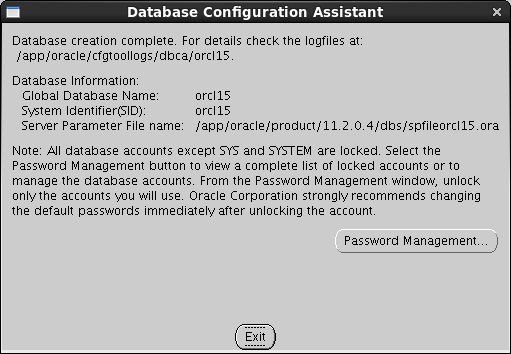 Database Configuration Assistant
Database creation complete. For details check the logfiles at:
/app/oracle/cfgtoollogs/dbca/orcl15.
Database Information:
Global Database Name: orcl15
System Identifier(SID): orcl15
Server Parameter File name: /app/oracle/product/11.2.0.4/dbs/spfileorcl15.ora
Note: All database accounts except SYS and SYSTEM are locked. Select the
Password Management button to view a complete list of locked accounts or to
manage the database accounts. From the Password Management window, unlock
only the accounts you will use. Oracle Corporation strongly recommends changing
the default passwords immediately after unlocking the account.
Password Management...
Exit